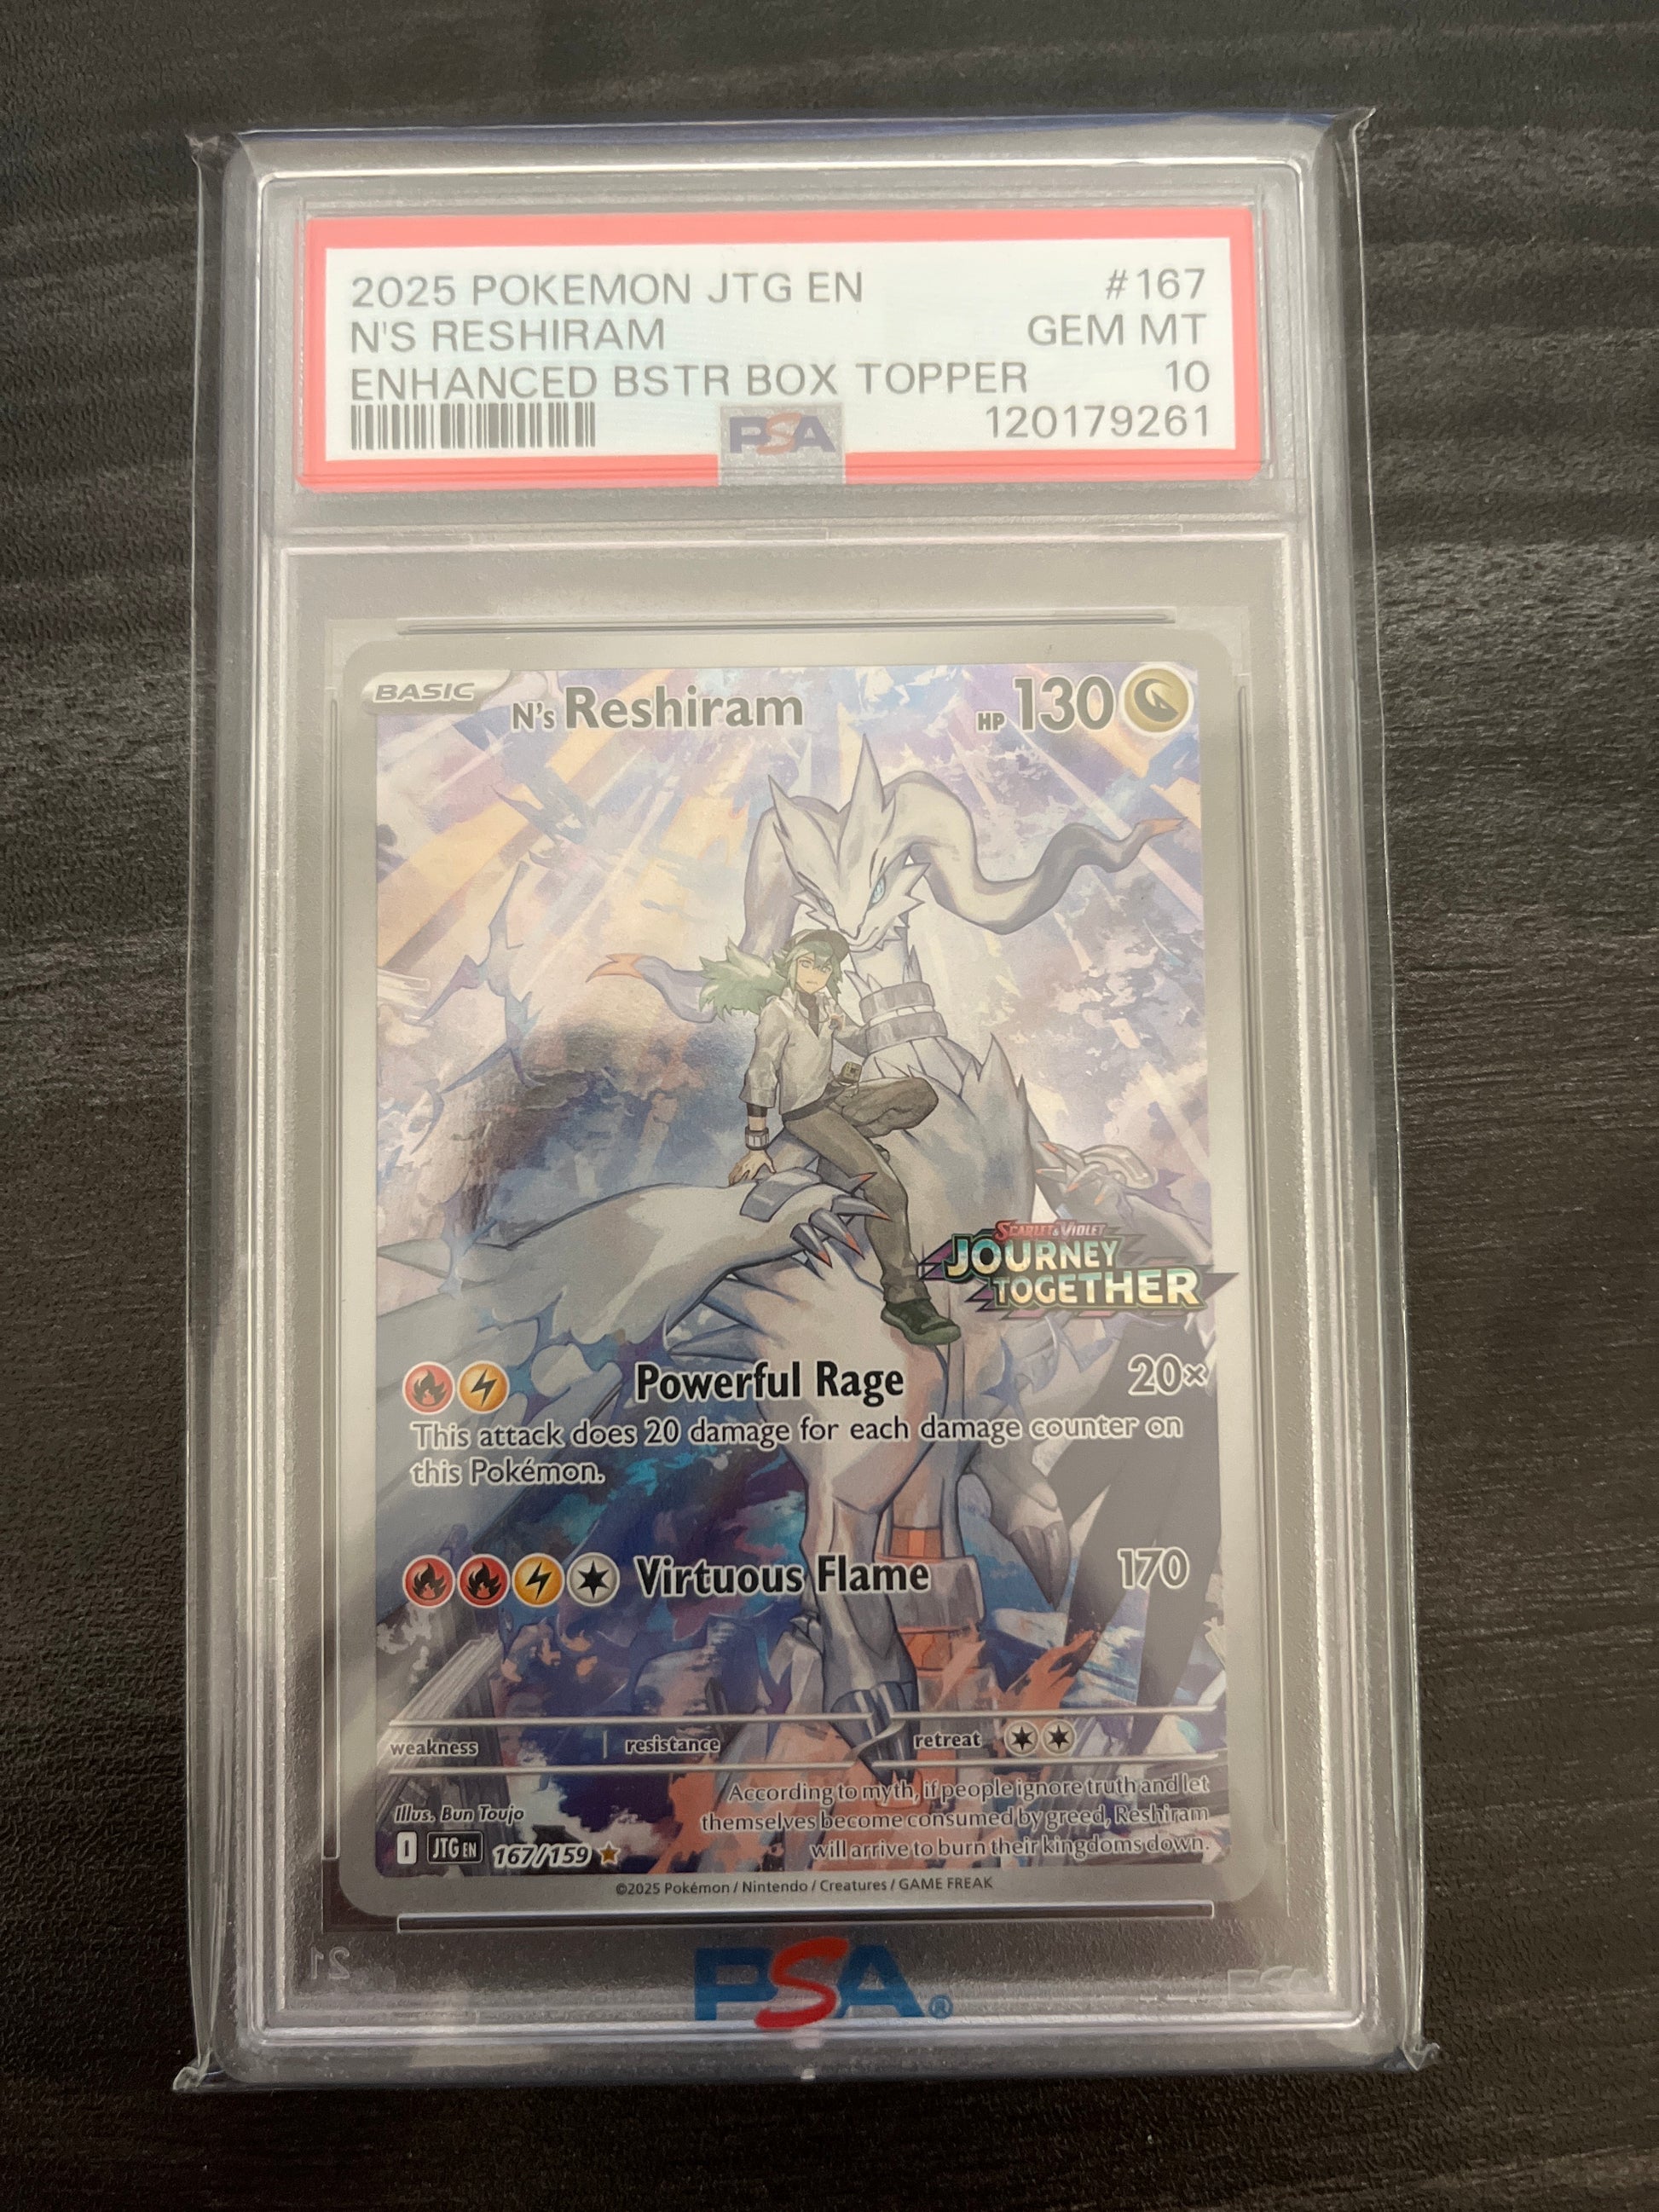 2025 POKEMON JTG EN #167
N'S RESHIRAM GEM MT
ENHANCED BSTR BOX TOPPER 10
PSA 120179261
BASIC N's Reshiram HP 130
SCARLET & VIOLET
JOURNEY
TOGETHER
Powerful Rage 20×
This attack does 20 damage for each damage counter on
this Pokémon.
Virtuous Flame 170
weakness resistance retreat
According to myth, if people ignore truth and let
themselves become consumed by greed, Reshiram
will arrive to burn their kingdoms down.
Illus. Bun Toujo
I JTG EN 167/159
©2025 Pokémon / Nintendo / Creatures / GAME FREAK
PSA®
21
PSA